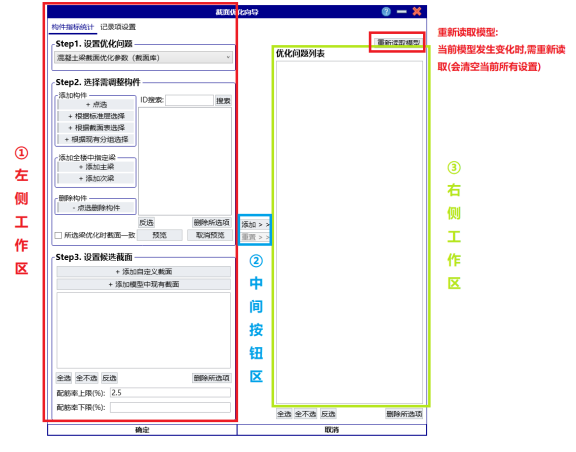 截面优化向导
构件指标统计 记录项设置
重新读取模型
Step1. 设置优化问题
混凝土梁截面优化参数（截面库）
Step2. 选择需调整构件
添加构件
+ 点选
+ 根据标准层选择
+ 根据截面表选择
+ 根据现有分组选择
ID搜索:
搜索
添加全楼中指定梁
+ 添加主梁
+ 添加次梁
删除构件
- 点选删除构件
反选
删除所选项
所选梁优化时截面一致
预览
取消预览
Step3. 设置候选截面
+ 添加自定义截面
+ 添加模型中现有截面
全选 全不选 反选
删除所选项
配筋率上限(%): 2.5
配筋率下限(%):
添加 > >
重置 > >
优化问题列表
全选 全不选 反选
删除所选项
确定
取消
①
左
侧
工
作
区
②
中
间
按
钮
区
③
右
侧
工
作
区
重新读取模型:
当前模型发生变化时,需重新读
取(会清空当前所有设置)